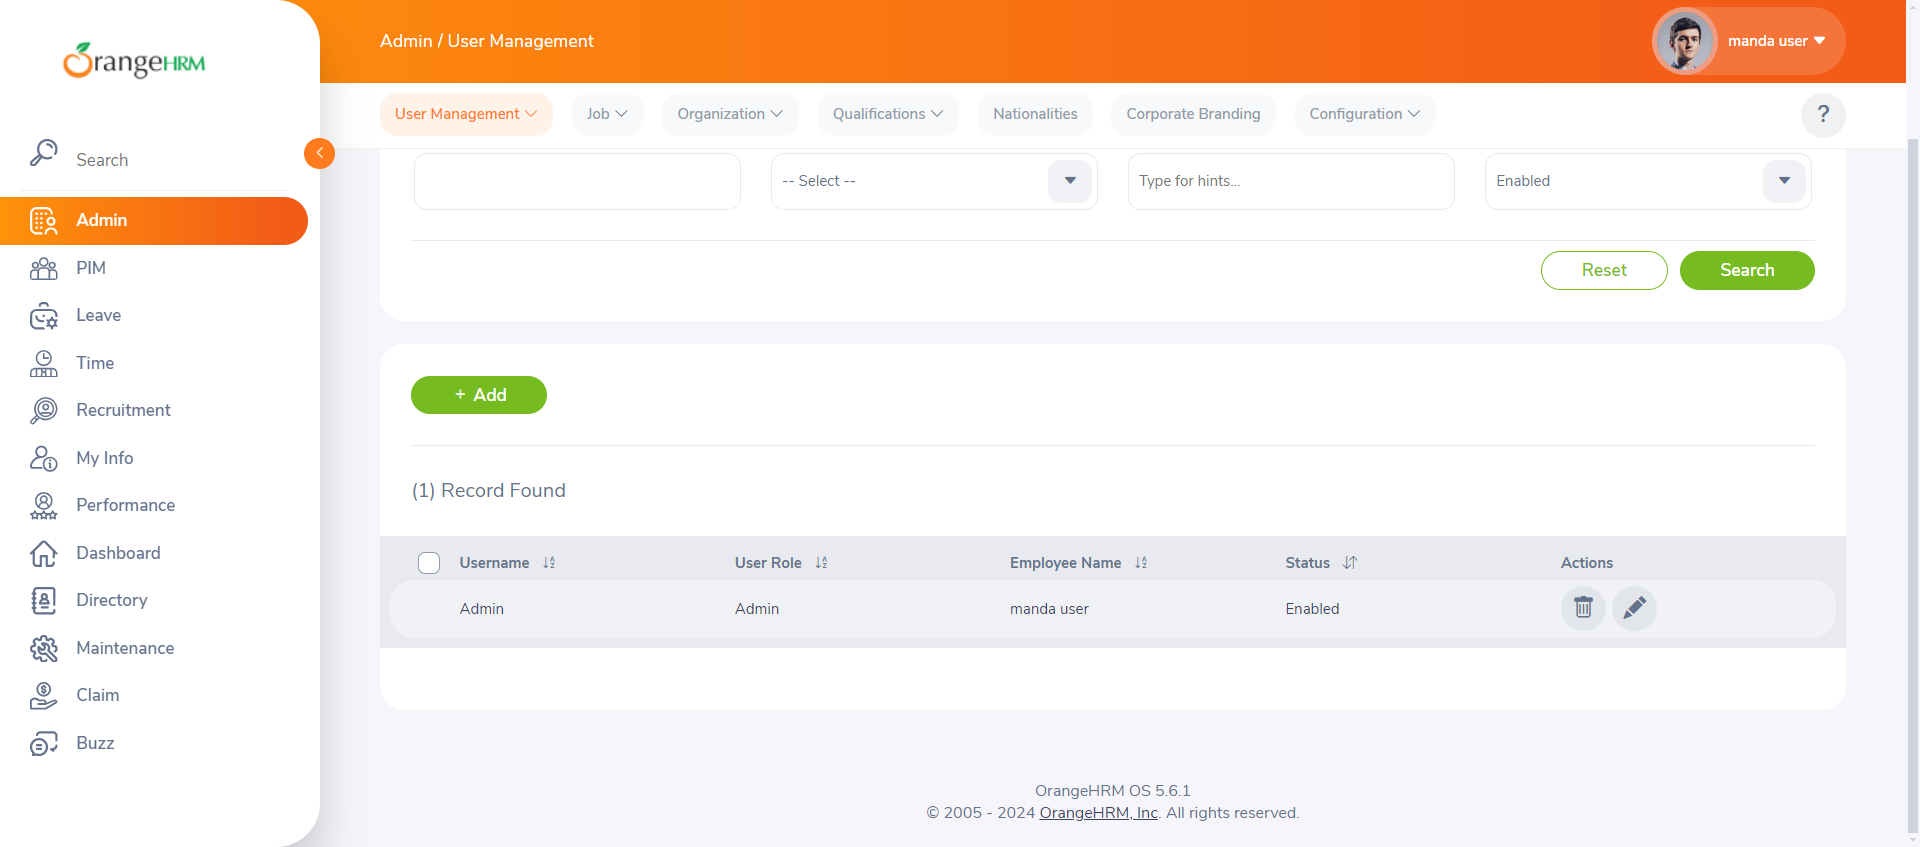 OrangeHRM
Admin / User Management
manda user
User Management
Job
Organization
Qualifications
Nationalities
Corporate Branding
Configuration
?
Search
Admin
PIM
Leave
Time
Recruitment
My Info
Performance
Dashboard
Directory
Maintenance
Claim
Buzz
-- Select --
Type for hints...
Enabled
Reset
Search
+ Add
(1) Record Found
Username
User Role
Employee Name
Status
Actions
Admin
Admin
manda user
Enabled
OrangeHRM OS 5.6.1
© 2005 - 2024 OrangeHRM, Inc. All rights reserved.